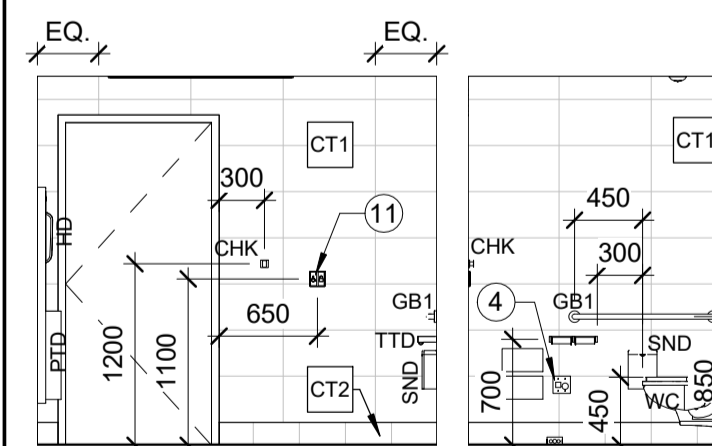 EQ.
EQ.
CT1
CT1
300
450
11
HD
CHK
CHK
300
4
GB1
GB1
650
TTD
SND
PTD
1200
1100
SND
CT2
700
450
WC
850